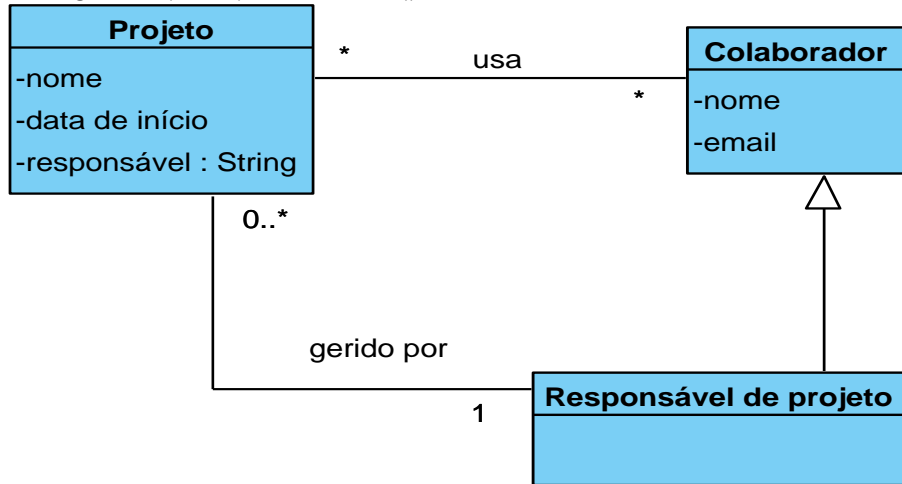 Projeto
-nome
-data de início
-responsável : String
*
usa
*
Colaborador
-nome
-email
0..*
gerido por
1
Responsável de projeto